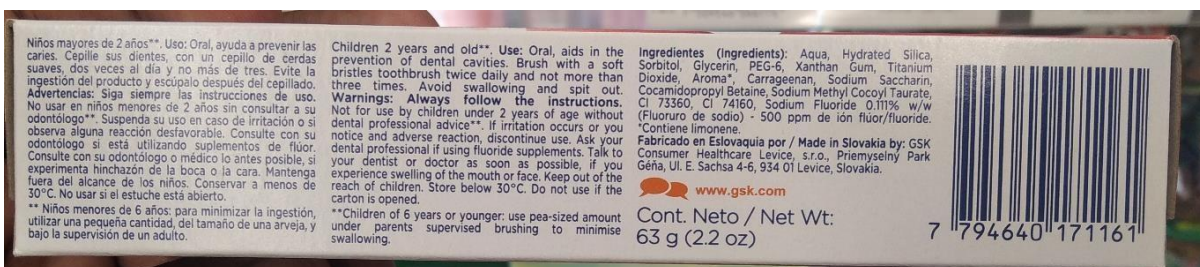 Niños mayores de 2 años**. Uso: Oral, ayuda a prevenir las
caries. Cepille sus dientes, con un cepillo de cerdas
suaves, dos veces al día y no más de tres. Evite la
ingestión del producto y escúpalo después del cepillado.
Advertencias: Siga siempre las instrucciones de uso.
No usar en niños menores de 2 años sin consultar a su
odontólogo**. Suspenda su uso en caso de irritación o si
observa alguna reacción desfavorable. Consulte con su
odontólogo si está utilizando suplementos de flúor.
Consulte con su odontólogo o médico lo antes posible, si
experimenta hinchazón de la boca o la cara. Mantenga
fuera del alcance de los niños. Conservar a menos de
30°C. No usar si el estuche está abierto.
** Niños menores de 6 años: para minimizar la ingestión,
utilizar una pequeña cantidad, del tamaño de una arveja, y
bajo la supervisión de un adulto.
Children 2 years and old**. Use: Oral, aids in the
prevention of dental cavities. Brush with a soft
bristles toothbrush twice daily and not more than
three times. Avoid swallowing and spit out.
Warnings: Always follow the instructions.
Not for use by children under 2 years of age without
dental professional advice**. If irritation occurs or you
notice and adverse reaction, discontinue use. Ask your
dental professional if using fluoride supplements. Talk to
your dentist or doctor as soon as possible, if you
experience swelling of the mouth or face. Keep out of the
reach of children. Store below 30°C. Do not use if the
carton is opened.
**Children of 6 years or younger: use pea-sized amount
under parents supervised brushing to minimise
swallowing.
Ingredientes (Ingredients): Aqua, Hydrated Silica,
Sorbitol, Glycerin, PEG-6, Xanthan Gum, Titanium
Dioxide, Aroma*, Carrageenan, Sodium Saccharin,
Cocamidopropyl Betaine, Sodium Methyl Cocoyl Taurate,
CI 73360, CI 74160, Sodium Fluoride 0.111% w/w
(Fluoruro de sodio) - 500 ppm de ión flúor/fluoride.
*Contiene limonene.
Fabricado en Eslovaquia por / Made in Slovakia by: GSK
Consumer Healthcare Levice, s.r.o., Priemyselný Park
Géňa, Ul. E. Sachsa 4-6, 934 01 Levice, Slovakia.
www.gsk.com
Cont. Neto / Net Wt:
63 g (2.2 oz)
7 794640 171161